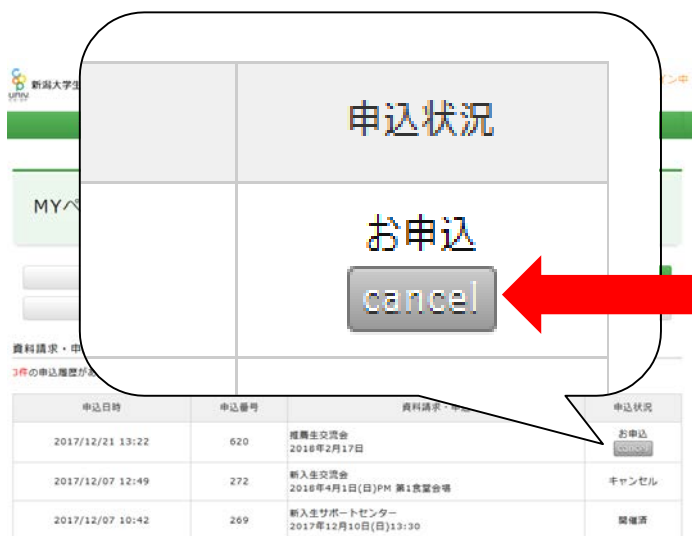 新潟大学生
UNIV
イン中
申込状況
お申込
cancel
MYペ
資料請求・申
3件の申込履歴があ
申込日時 申込番号 資料請求・申込 申込状況
2017/12/21 13:22 620 推薦生交流会 お申込
2018年2月17日 cancel
2017/12/07 12:49 272 新入生交流会 キャンセル
2018年4月1日(日)PM 第1食堂会場
2017/12/07 10:42 269 新入生サポートセンター 開催済
2017年12月10日(日)13:30